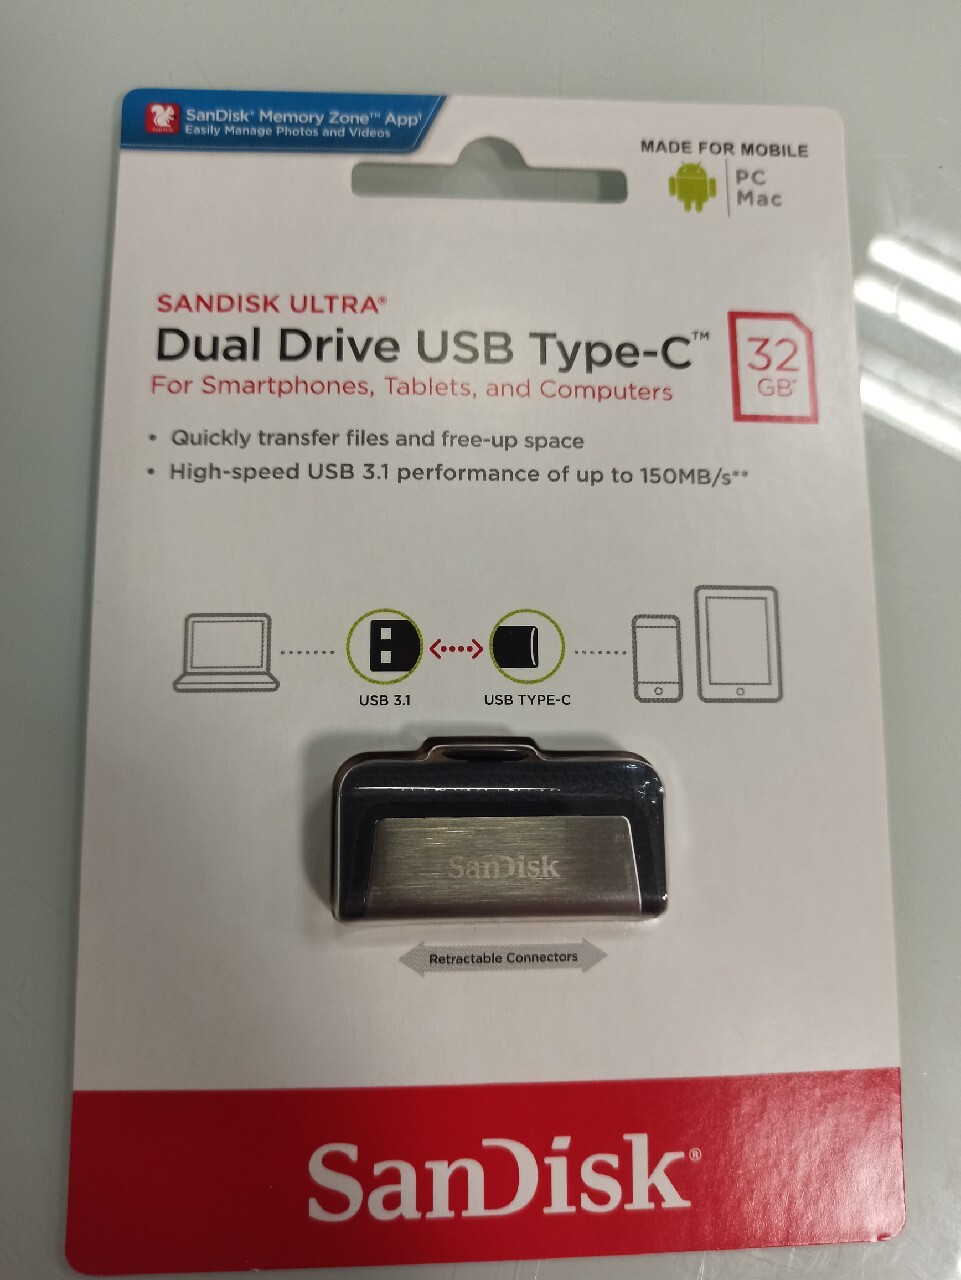 SanDisk® Memory Zone™ App¹
Easily Manage Photos and Videos
MADE FOR MOBILE
PC
Mac
SANDISK ULTRA®
Dual Drive USB Type-C™
32
GB*
For Smartphones, Tablets, and Computers
• Quickly transfer files and free-up space
• High-speed USB 3.1 performance of up to 150MB/s**
USB 3.1
USB TYPE-C
SanDisk
Retractable Connectors
SanDisk®